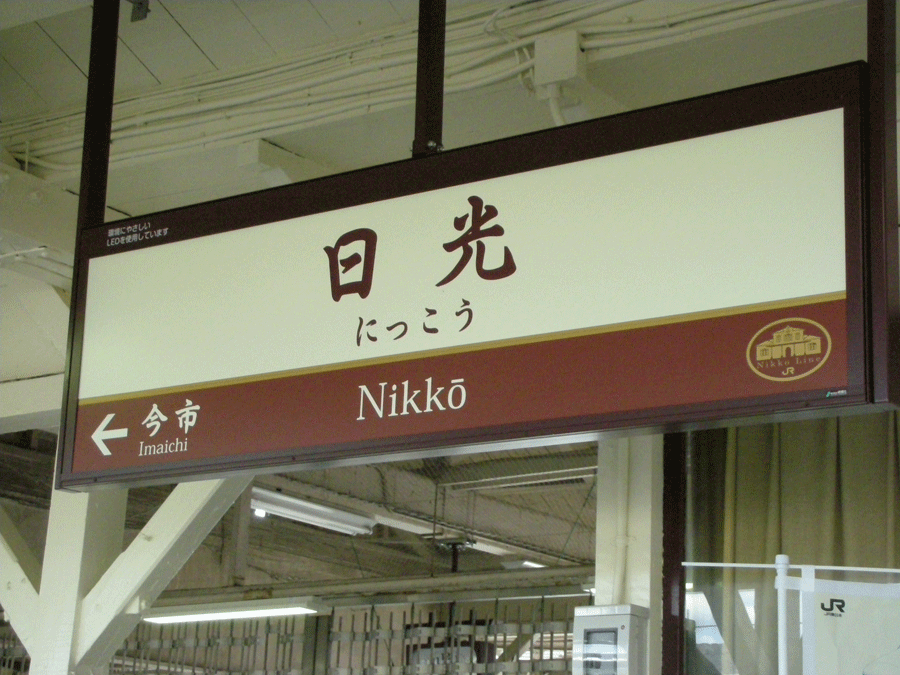 環境にやさしい
LEDを使用しています
日光
にっこう
Nikkō
← 今市
Imaichi
Nikko Line
JR
JR